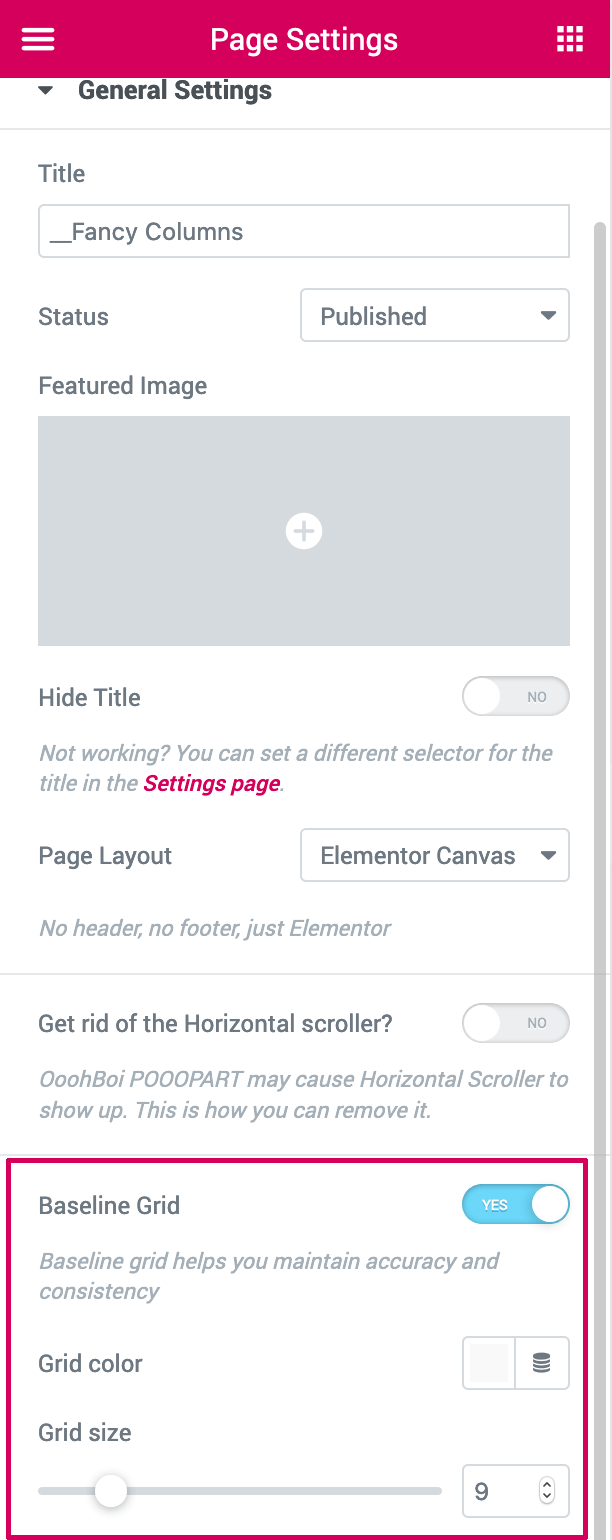 Page Settings
General Settings
Title
__Fancy Columns
Status
Published
Featured Image
Hide Title
NO
Not working? You can set a different selector for the
title in the Settings page.
Page Layout
Elementor Canvas
No header, no footer, just Elementor
Get rid of the Horizontal scroller?
NO
OoohBoi POOOPART may cause Horizontal Scroller to
show up. This is how you can remove it.
Baseline Grid
YES
Baseline grid helps you maintain accuracy and
consistency
Grid color
Grid size
9